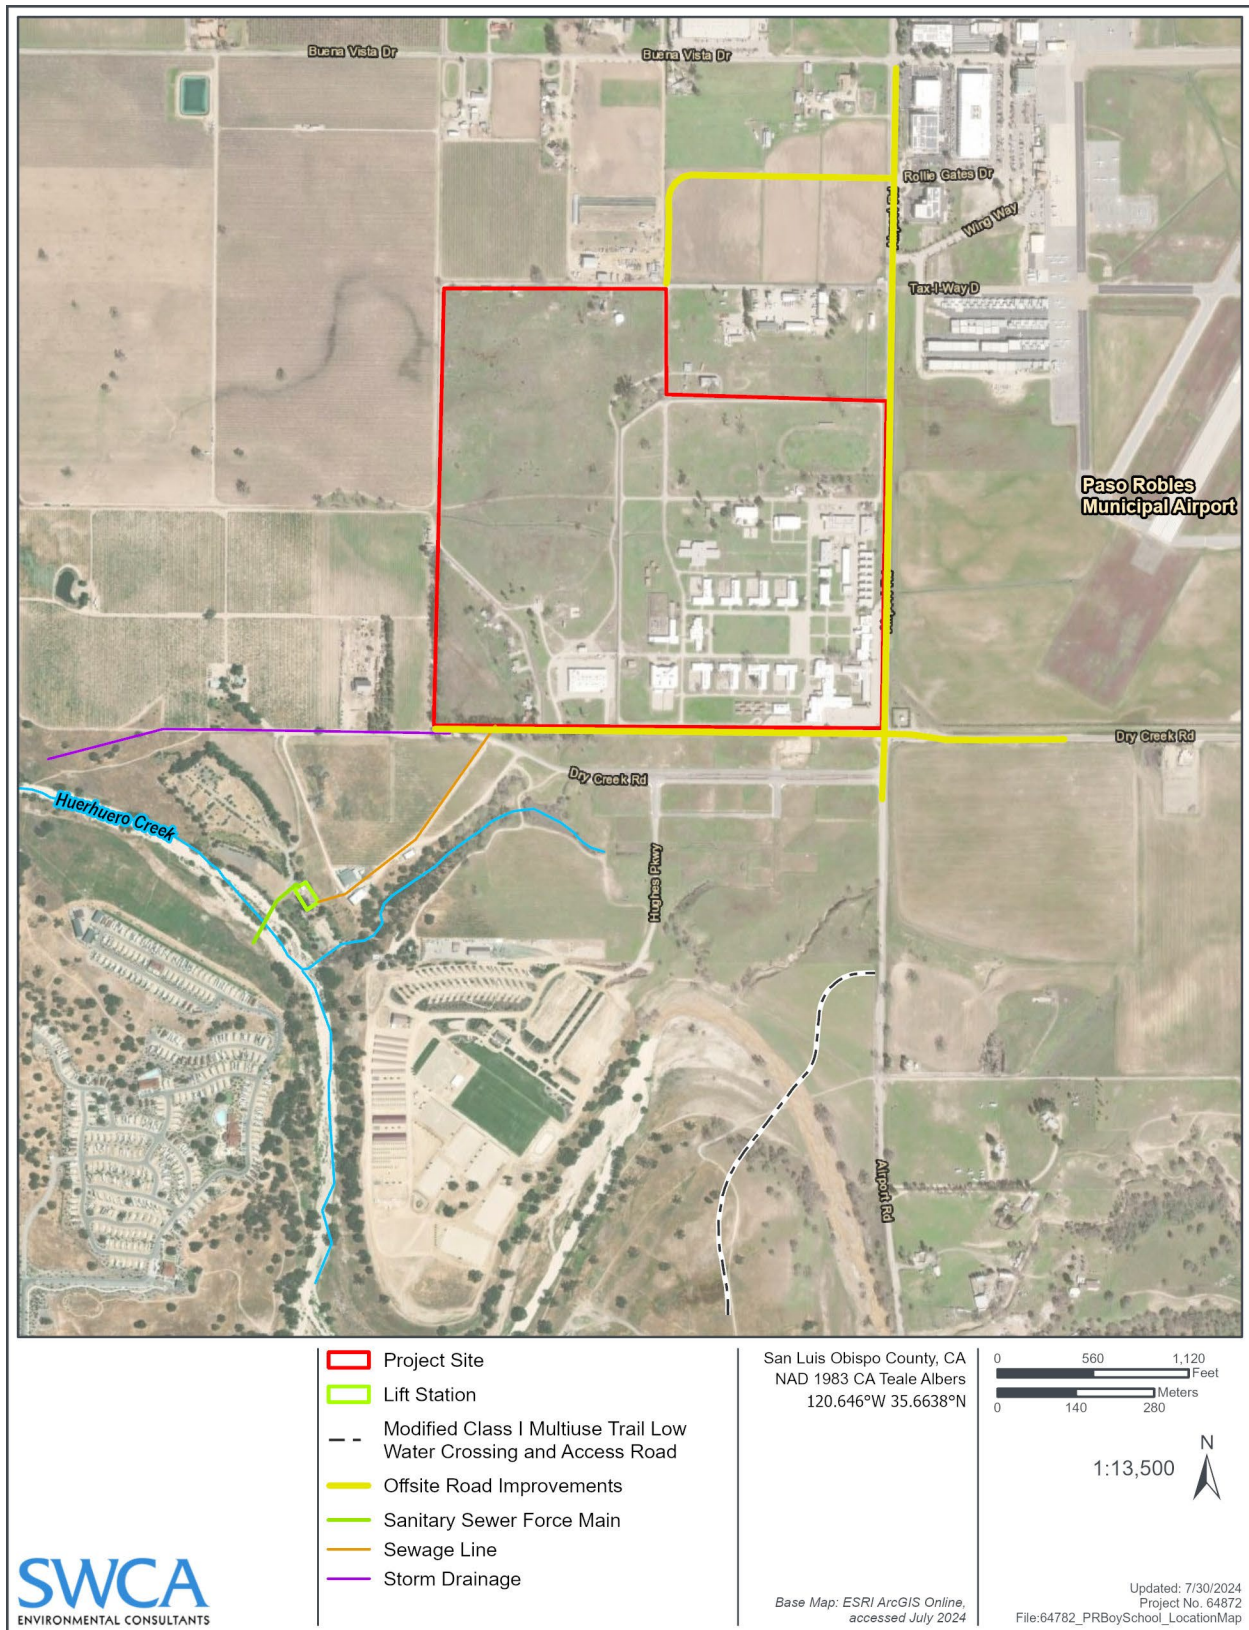 Buena Vista Dr
Buena Vista Dr
Rollie Gates Dr
Wing Way
Tax-I-Way D
Paso Robles
Municipal Airport
Dry Creek Rd
Dry Creek Rd
Huerhuero Creek
Hughes Pkwy
Airport Rd
Project Site
Lift Station
Modified Class I Multiuse Trail Low
Water Crossing and Access Road
Offsite Road Improvements
Sanitary Sewer Force Main
Sewage Line
Storm Drainage
San Luis Obispo County, CA
NAD 1983 CA Teale Albers
120.646°W 35.6638°N
Base Map: ESRI ArcGIS Online,
accessed July 2024
0 560 1,120
Feet
Meters
0 140 280
N
1:13,500
Updated: 7/30/2024
Project No. 64872
File:64782_PRBoySchool_LocationMap
SWCA
ENVIRONMENTAL CONSULTANTS